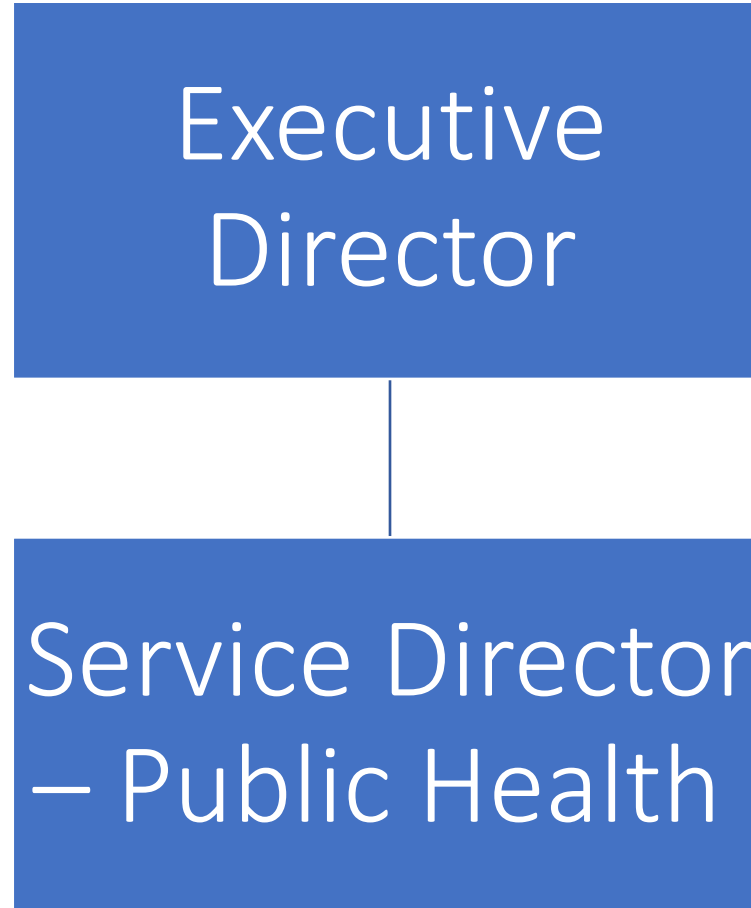 Executive
Director
Service Director
– Public Health